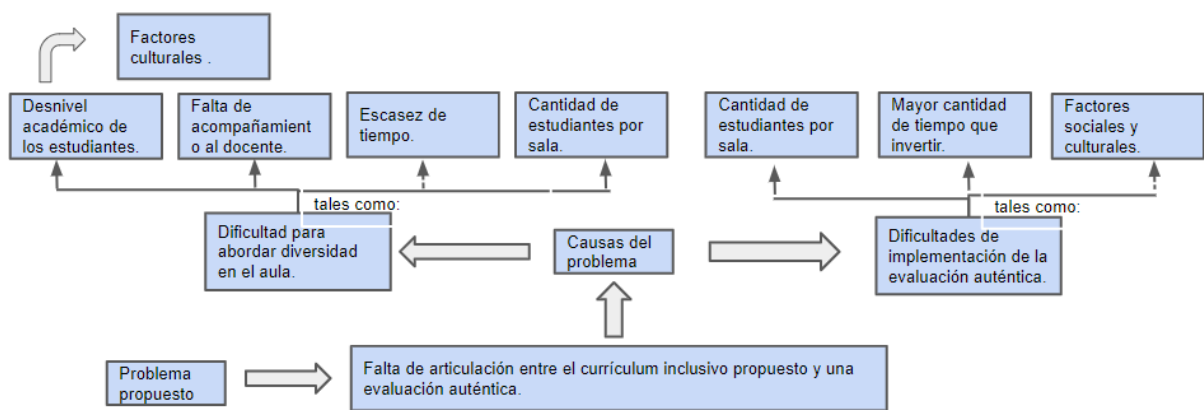 Factores
culturales .
Desnivel
académico de
los estudiantes.
Falta de
acompañamient
o al docente.
Escasez de
tiempo.
Cantidad de
estudiantes por
sala.
Cantidad de
estudiantes por
sala.
Mayor cantidad
de tiempo que
invertir.
Factores
sociales y
culturales.
tales como:
tales como:
Dificultad para
abordar diversidad
en el aula.
Causas del
problema
Dificultades de
implementación de la
evaluación auténtica.
Problema
propuesto
Falta de articulación entre el currículum inclusivo propuesto y una
evaluación auténtica.